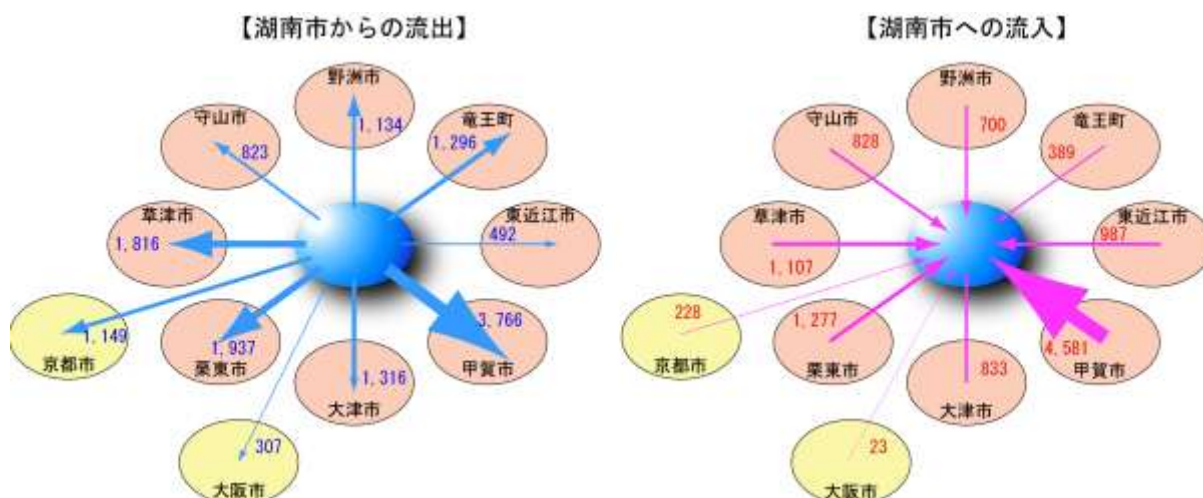 【湖南市からの流出】
野洲市
1,134
守山市
823
竜王町
1,296
草津市
1,816
東近江市
492
京都市
1,149
栗東市
1,937
大津市
1,316
甲賀市
3,766
大阪市
307
【湖南市への流入】
野洲市
700
守山市
828
竜王町
389
草津市
1,107
東近江市
987
京都市
228
栗東市
1,277
大津市
833
甲賀市
4,581
大阪市
23